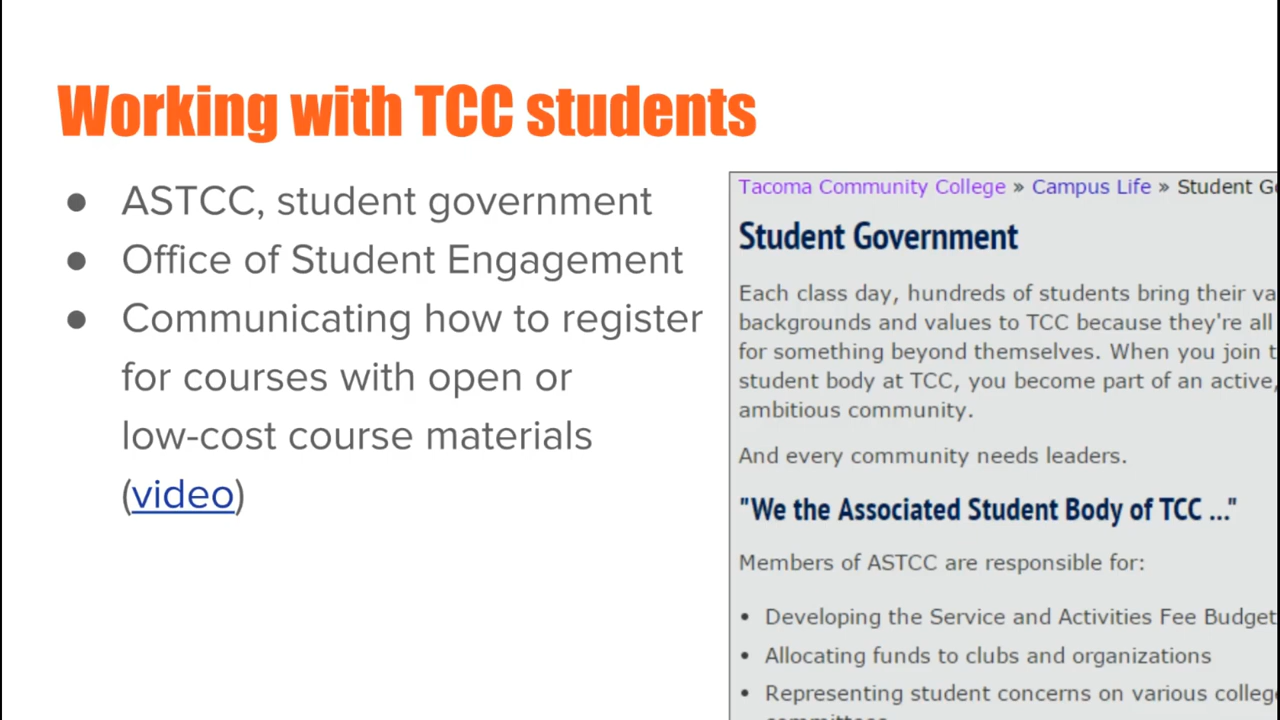 Working with TCC students
● ASTCC, student government
● Office of Student Engagement
● Communicating how to register
for courses with open or
low-cost course materials
(video)
Tacoma Community College » Campus Life » Student
Student Government
Each class day, hundreds of students bring their
backgrounds and values to TCC because they're all
for something beyond themselves. When you join
student body at TCC, you become part of an active,
ambitious community.
And every community needs leaders.
"We the Associated Student Body of TCC ..."
Members of ASTCC are responsible for:
• Developing the Service and Activities Fee Budget
• Allocating funds to clubs and organizations
• Representing student concerns on various